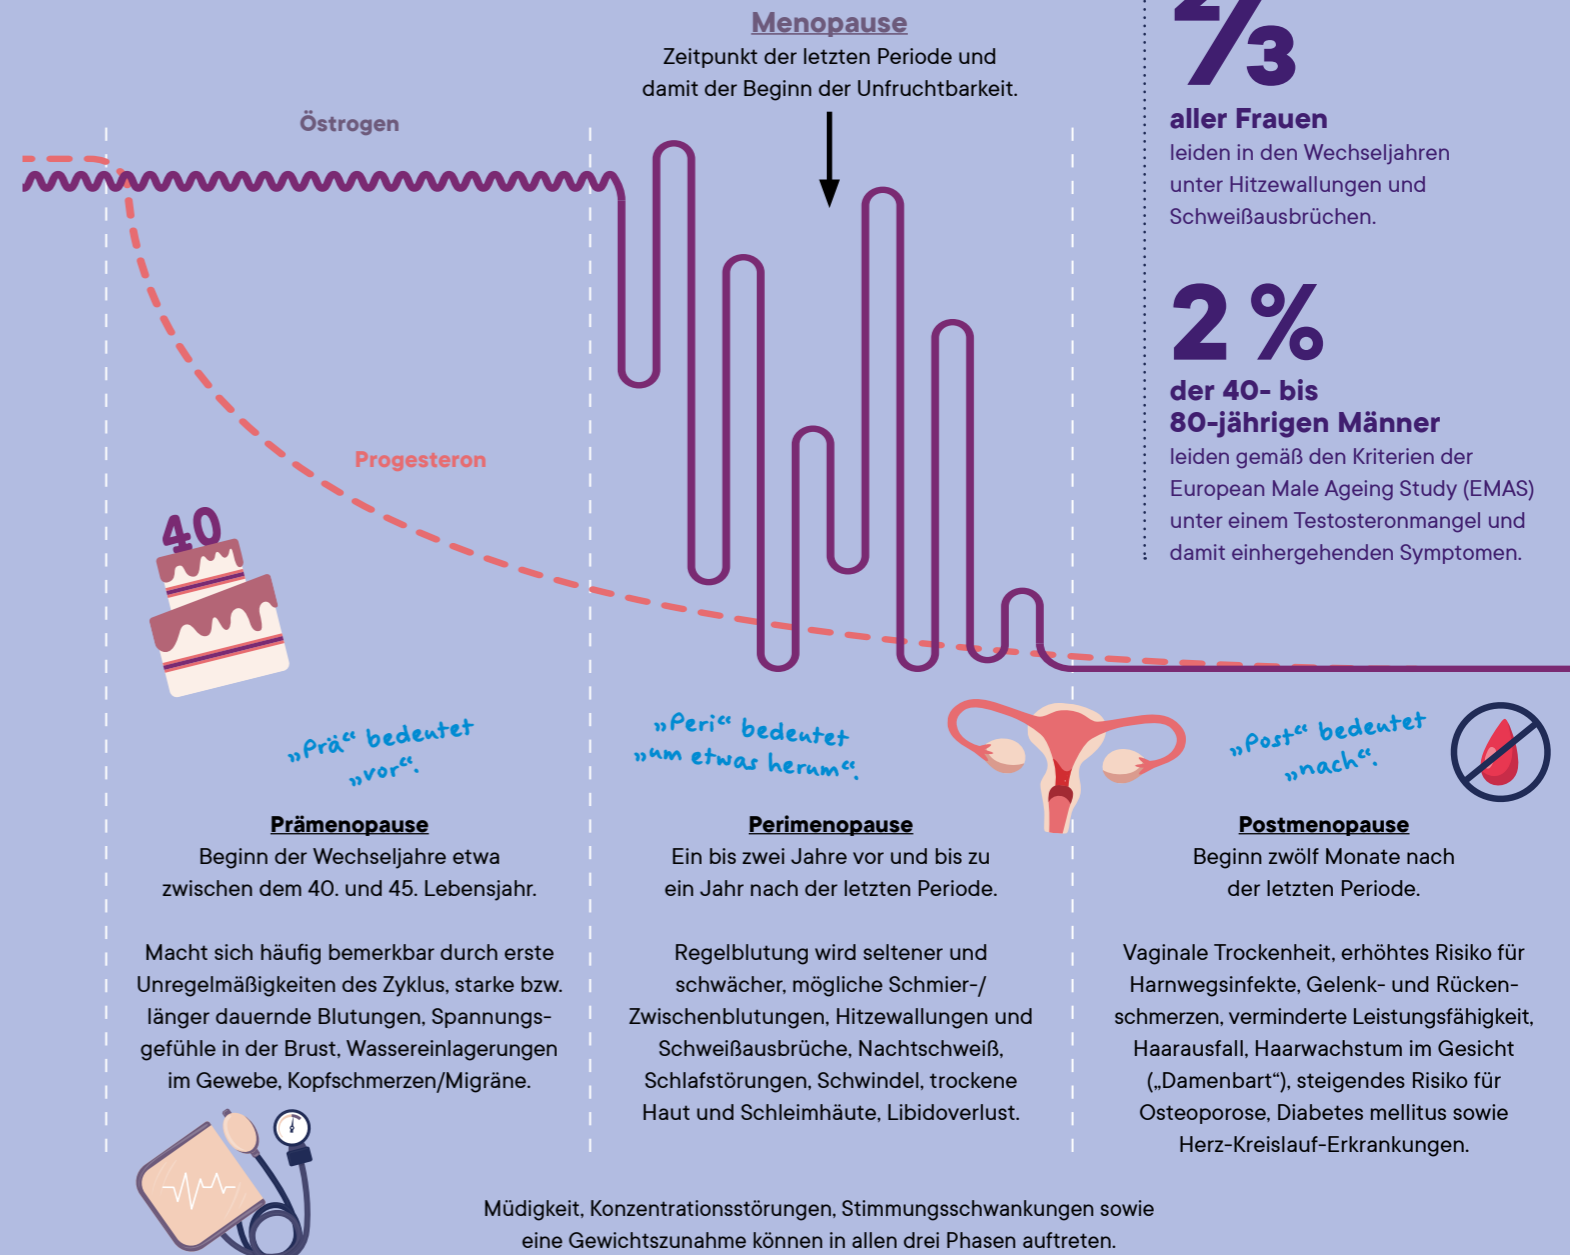 Menopause
Zeitpunkt der letzten Periode und
damit der Beginn der Unfruchtbarkeit.
Östrogen
Progesteron
40
2/3
aller Frauen
leiden in den Wechseljahren
unter Hitzewallungen und
Schweißausbrüchen.
2 %
der 40- bis
80-jährigen Männer
leiden gemäß den Kriterien der
European Male Ageing Study (EMAS)
unter einem Testosteronmangel und
damit einhergehenden Symptomen.
„Prä“ bedeutet
„vor“.
Prämenopause
Beginn der Wechseljahre etwa
zwischen dem 40. und 45. Lebensjahr.
Macht sich häufig bemerkbar durch erste
Unregelmäßigkeiten des Zyklus, starke bzw.
länger dauernde Blutungen, Spannungs-
gefühle in der Brust, Wassereinlagerungen
im Gewebe, Kopfschmerzen/Migräne.
„Peri“ bedeutet
„um etwas herum“.
Perimenopause
Ein bis zwei Jahre vor und bis zu
ein Jahr nach der letzten Periode.
Regelblutung wird seltener und
schwächer, mögliche Schmier-/
Zwischenblutungen, Hitzewallungen und
Schweißausbrüche, Nachtschweiß,
Schlafstörungen, Schwindel, trockene
Haut und Schleimhäute, Libidoverlust.
„Post“ bedeutet
„nach“.
Postmenopause
Beginn zwölf Monate nach
der letzten Periode.
Vaginale Trockenheit, erhöhtes Risiko für
Harnwegsinfekte, Gelenk- und Rücken-
schmerzen, verminderte Leistungsfähigkeit,
Haarausfall, Haarwachstum im Gesicht
(„Damenbart“), steigendes Risiko für
Osteoporose, Diabetes mellitus sowie
Herz-Kreislauf-Erkrankungen.
Müdigkeit, Konzentrationsstörungen, Stimmungsschwankungen sowie
eine Gewichtszunahme können in allen drei Phasen auftreten.